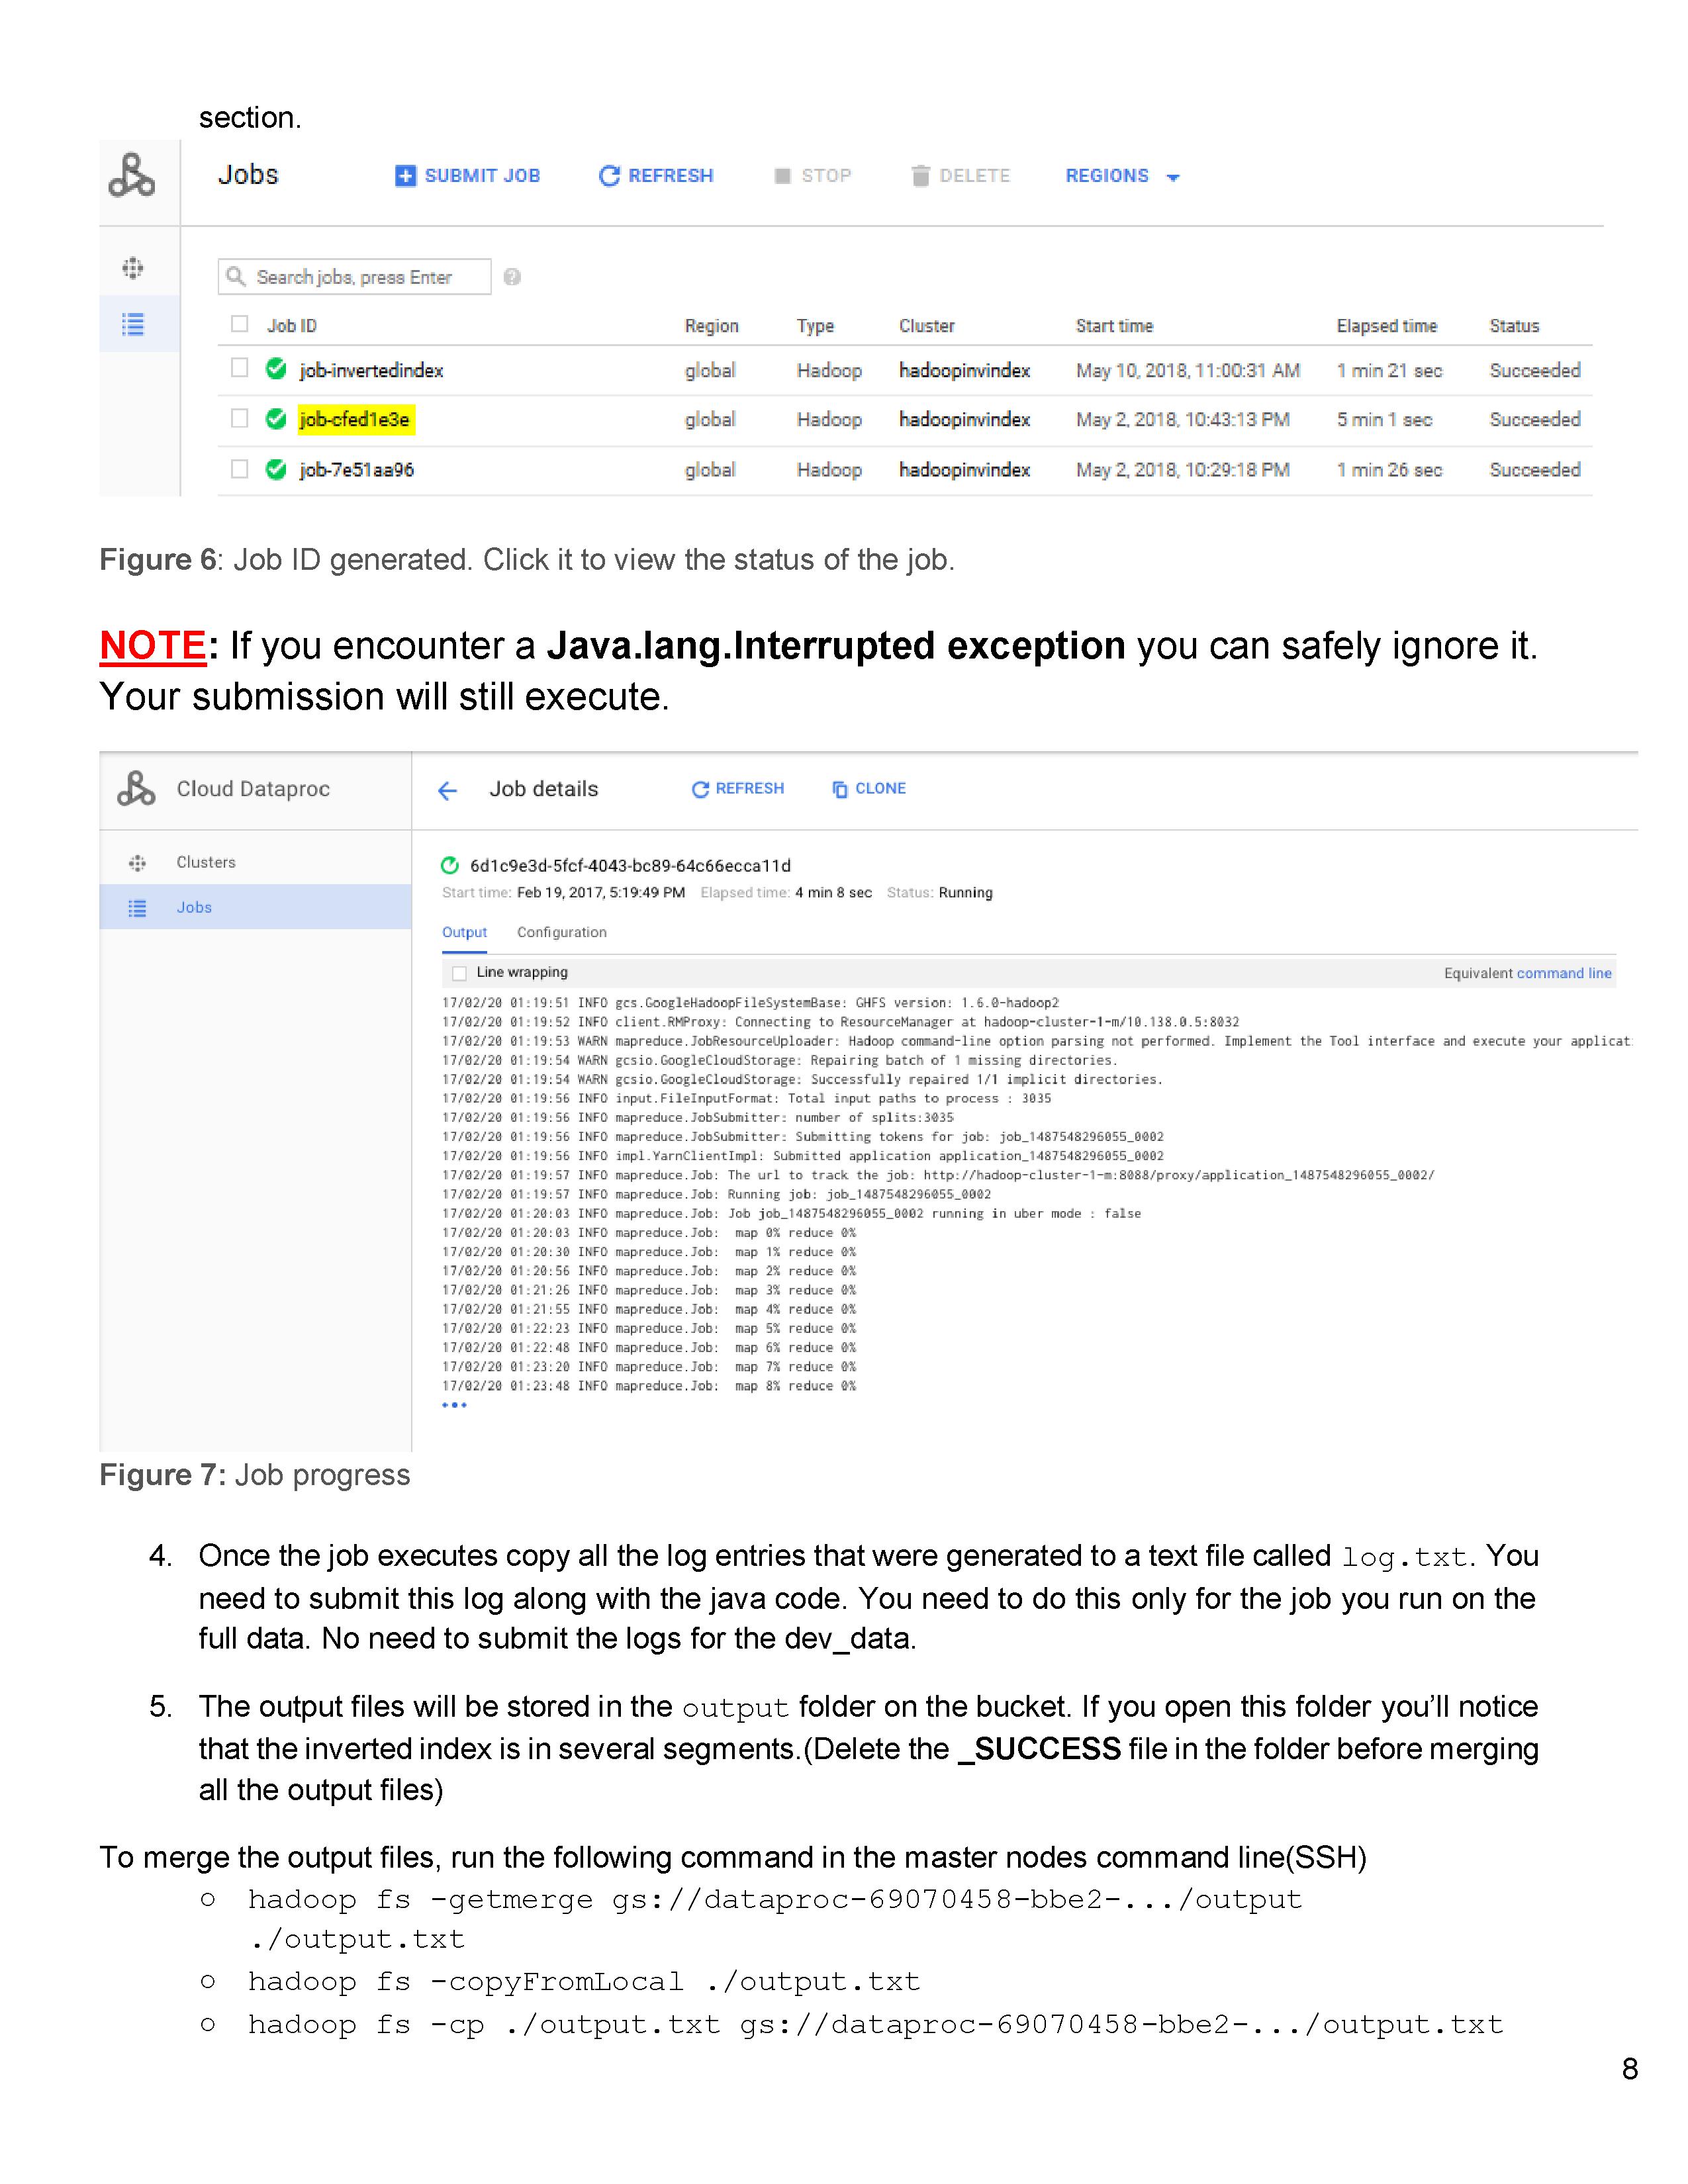 section.
Jobs SUBMIT JOB REFRESH STOP DELETE REGIONS
Search jobs, press Enter
Job ID Region Type Cluster Start time Elapsed time Status
job-invertedindex global Hadoop hadoopinvindex May 10, 2018, 11:00:31 AM 1 min 21 sec Succeeded
job-cfed1e3e global Hadoop hadoopinvindex May 2, 2018, 10:43:13 PM 5 min 1 sec Succeeded
job-7e51aa96 global Hadoop hadoopinvindex May 2, 2018, 10:29:18 PM 1 min 26 sec Succeeded
Figure 6: Job ID generated. Click it to view the status of the job.
NOTE: If you encounter a Java.lang.Interrupted exception you can safely ignore it.
Your submission will still execute.
Cloud Dataproc Job details REFRESH CLONE
Clusters
Jobs
6d1c9e3d-5fcf-4043-bc89-64c66ecca11d
Start time: Feb 19, 2017, 5:19:49 PM Elapsed time: 4 min 8 sec Status: Running
Output Configuration
Line wrapping Equivalent command line
17/02/20 01:19:51 INFO gcs.GoogleHadoopFileSystemBase: GHFS version: 1.6.0-hadoop2
17/02/20 01:19:52 INFO client.RMProxy: Connecting to ResourceManager at hadoop-cluster-1-m/10.138.0.5:8032
17/02/20 01:19:53 WARN mapreduce.JobResourceUploader: Hadoop command-line option parsing not performed. Implement the Tool interface and execute your applicat
17/02/20 01:19:54 WARN gcsio.GoogleCloudStorage: Repairing batch of 1 missing directories.
17/02/20 01:19:54 WARN gcsio.GoogleCloudStorage: Successfully repaired 1/1 implicit directories.
17/02/20 01:19:56 INFO input.FileInputFormat: Total input paths to process : 3035
17/02/20 01:19:56 INFO mapreduce.JobSubmitter: number of splits:3035
17/02/20 01:19:56 INFO mapreduce.JobSubmitter: Submitting tokens for job: job_1487548296055_0002
17/02/20 01:19:56 INFO impl.YarnClientImpl: Submitted application application_1487548296055_0002
17/02/20 01:19:57 INFO mapreduce.Job: The url to track the job: http://hadoop-cluster-1-m:8088/proxy/application_1487548296055_0002/
17/02/20 01:19:57 INFO mapreduce.Job: Running job: job_1487548296055_0002
17/02/20 01:20:03 INFO mapreduce.Job: Job job_1487548296055_0002 running in uber mode : false
17/02/20 01:20:03 INFO mapreduce.Job: map 0% reduce 0%
17/02/20 01:20:30 INFO mapreduce.Job: map 1% reduce 0%
17/02/20 01:20:56 INFO mapreduce.Job: map 2% reduce 0%
17/02/20 01:21:26 INFO mapreduce.Job: map 3% reduce 0%
17/02/20 01:21:55 INFO mapreduce.Job: map 4% reduce 0%
17/02/20 01:22:23 INFO mapreduce.Job: map 5% reduce 0%
17/02/20 01:22:48 INFO mapreduce.Job: map 6% reduce 0%
17/02/20 01:23:20 INFO mapreduce.Job: map 7% reduce 0%
17/02/20 01:23:48 INFO mapreduce.Job: map 8% reduce 0%
Figure 7: Job progress
4. Once the job executes copy all the log entries that were generated to a text file called log.txt. You
need to submit this log along with the java code. You need to do this only for the job you run on the
full data. No need to submit the logs for the dev_data.
5. The output files will be stored in the output folder on the bucket. If you open this folder you’ll notice
that the inverted index is in several segments.(Delete the _SUCCESS file in the folder before merging
all the output files)
To merge the output files, run the following command in the master nodes command line(SSH)
○ hadoop fs -getmerge gs://dataproc-69070458-bbe2-.../output
./output.txt
○ hadoop fs -copyFromLocal ./output.txt
○ hadoop fs -cp ./output.txt gs://dataproc-69070458-bbe2-.../output.txt
8